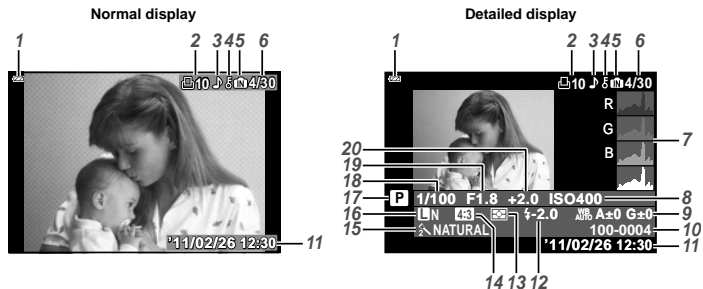 Normal display
Detailed display
1 2 3 4 5 6
10 N 4/30
'11/02/26 12:30
11
1 2 3 4 5 6
10 N 4/30
R
G
B
7
20
19
18
17 P 1/100 F1.8 +2.0 ISO400 8
16 L N 4:3 -2.0 WB AUTO A±0 G±0 9
15 2 NATURAL 100-0004 10
'11/02/26 12:30 11
14 13 12